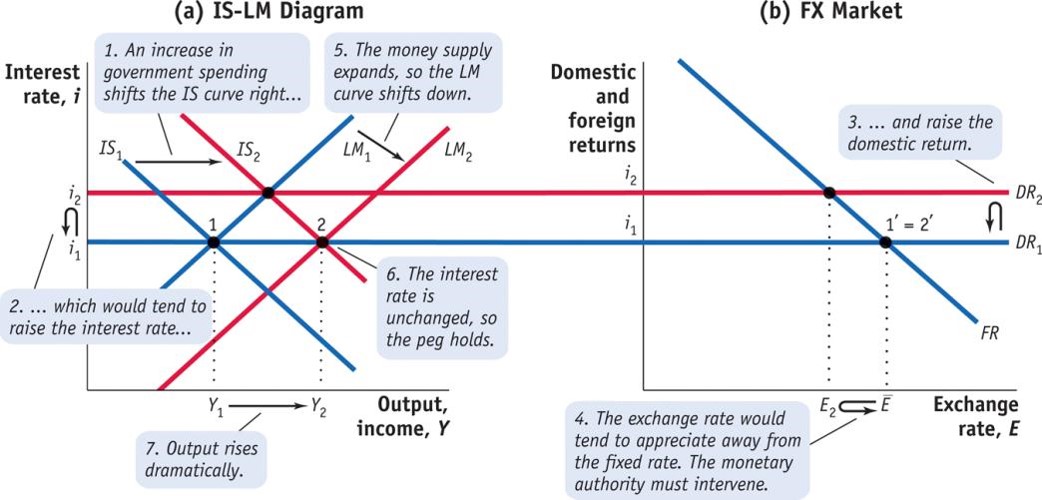 (a) IS-LM Diagram
Interest
rate, i
1. An increase in
government spending
shifts the IS curve right...
5. The money supply
expands, so the LM
curve shifts down.
IS1
IS2
LM1
LM2
i2
i1
1
2
2. ... which would tend to
raise the interest rate...
6. The interest
rate is
unchanged, so
the peg holds.
Y1
Y2
Output,
income, Y
7. Output rises
dramatically.
(b) FX Market
Domestic
and
foreign
returns
3. ... and raise the
domestic return.
i2
DR2
i1
1′ = 2′
DR1
FR
E2
E̅
Exchange
rate, E
4. The exchange rate would
tend to appreciate away from
the fixed rate. The monetary
authority must intervene.